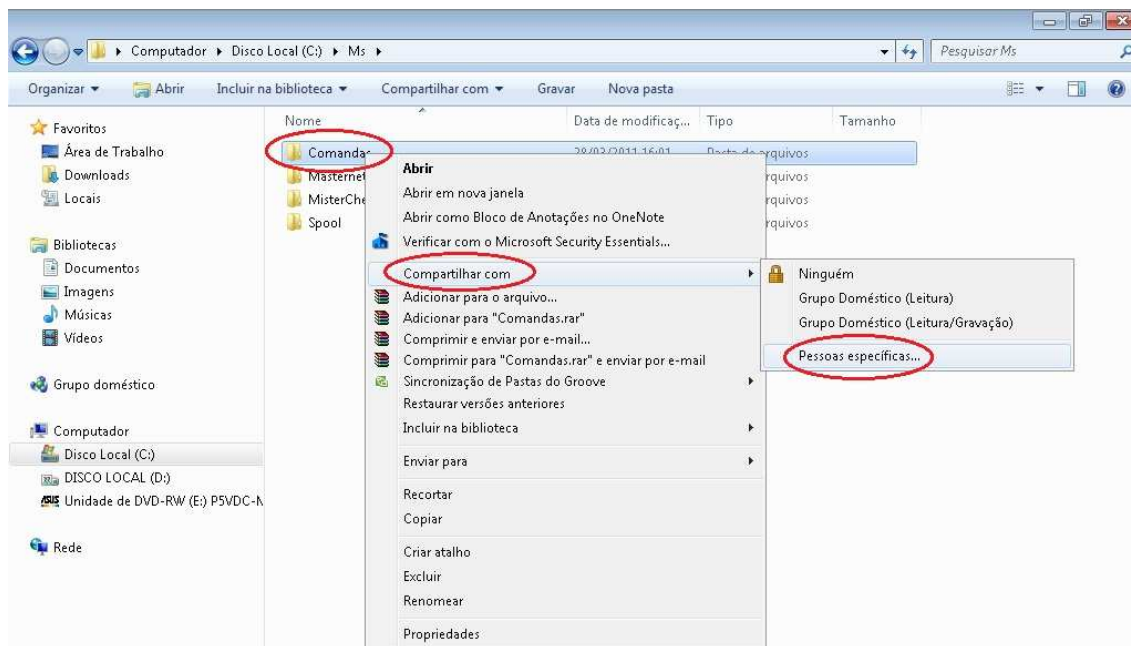 Computador ▸ Disco Local (C:) ▸ Ms ▸
Pesquisar Ms
Organizar Abrir Incluir na biblioteca Compartilhar com Gravar Nova pasta
Favoritos
Área de Trabalho
Downloads
Locais
Bibliotecas
Documentos
Imagens
Músicas
Vídeos
Grupo doméstico
Computador
Disco Local (C:)
DISCO LOCAL (D:)
ASUS Unidade de DVD-RW (E:) P5VDC-M
Rede
Nome Data de modificaç... Tipo Tamanho
Comandas 28/03/2011 16:01 Pasta de arquivos
Masternet rquivos
MisterChe rquivos
Spool rquivos
Abrir
Abrir em nova janela
Abrir como Bloco de Anotações no OneNote
Verificar com o Microsoft Security Essentials...
Compartilhar com
Adicionar para o arquivo...
Adicionar para "Comandas.rar"
Comprimir e enviar por e-mail...
Comprimir para "Comandas.rar" e enviar por e-mail
Sincronização de Pastas do Groove
Restaurar versões anteriores
Incluir na biblioteca
Enviar para
Recortar
Copiar
Criar atalho
Excluir
Renomear
Propriedades
Ninguém
Grupo Doméstico (Leitura)
Grupo Doméstico (Leitura/Gravação)
Pessoas específicas...